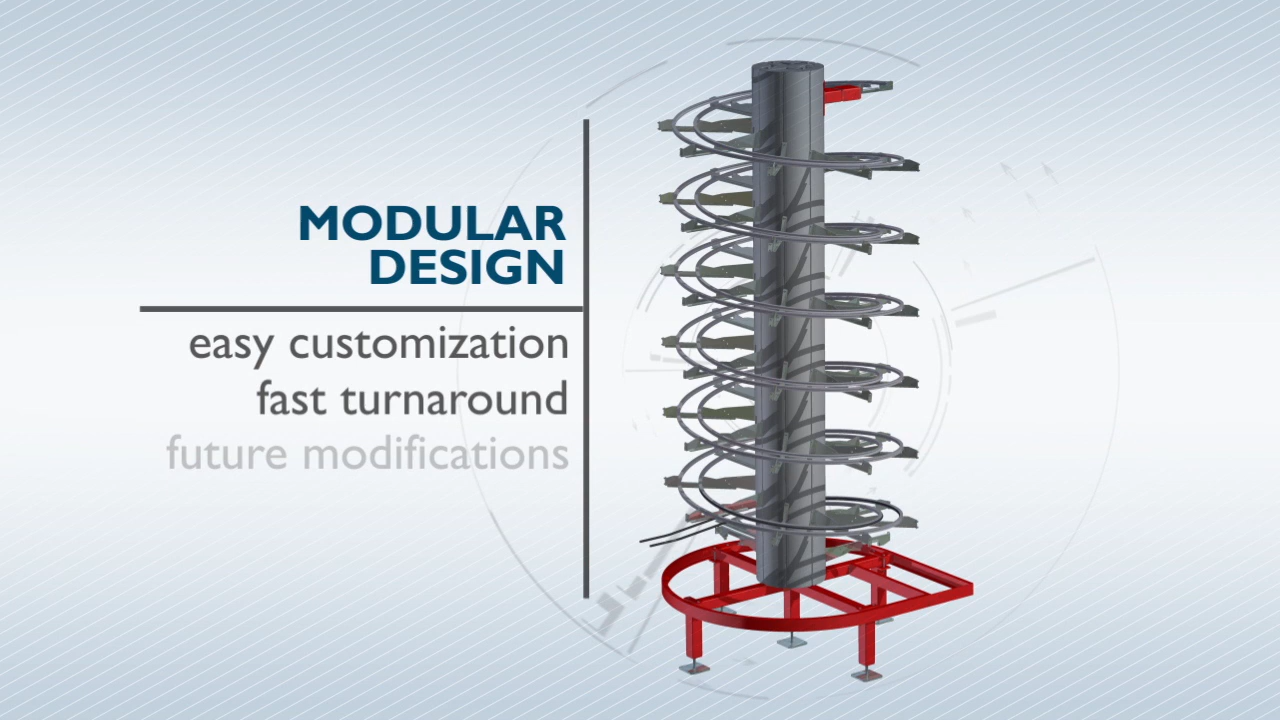 MODULAR
DESIGN
easy customization
fast turnaround
future modifications